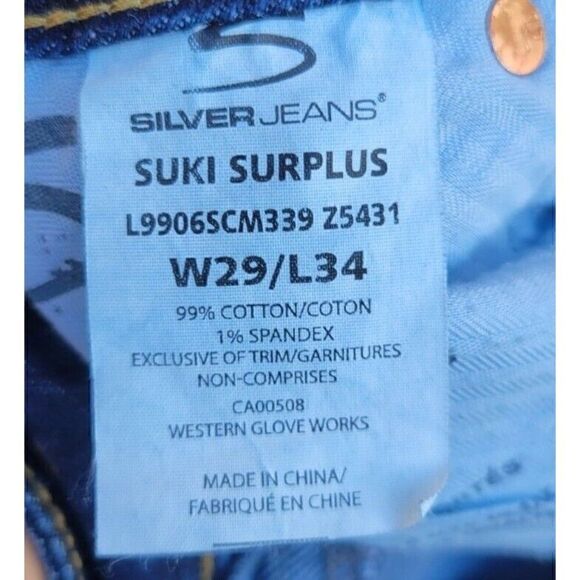 S
SILVER JEANS®
SUKI SURPLUS
L9906SCM339 Z5431
W29/L34
99% COTTON/COTON
1% SPANDEX
EXCLUSIVE OF TRIM/GARNITURES
NON-COMPRISES
CA00508
WESTERN GLOVE WORKS
MADE IN CHINA/
FABRIQUÉ EN CHINE